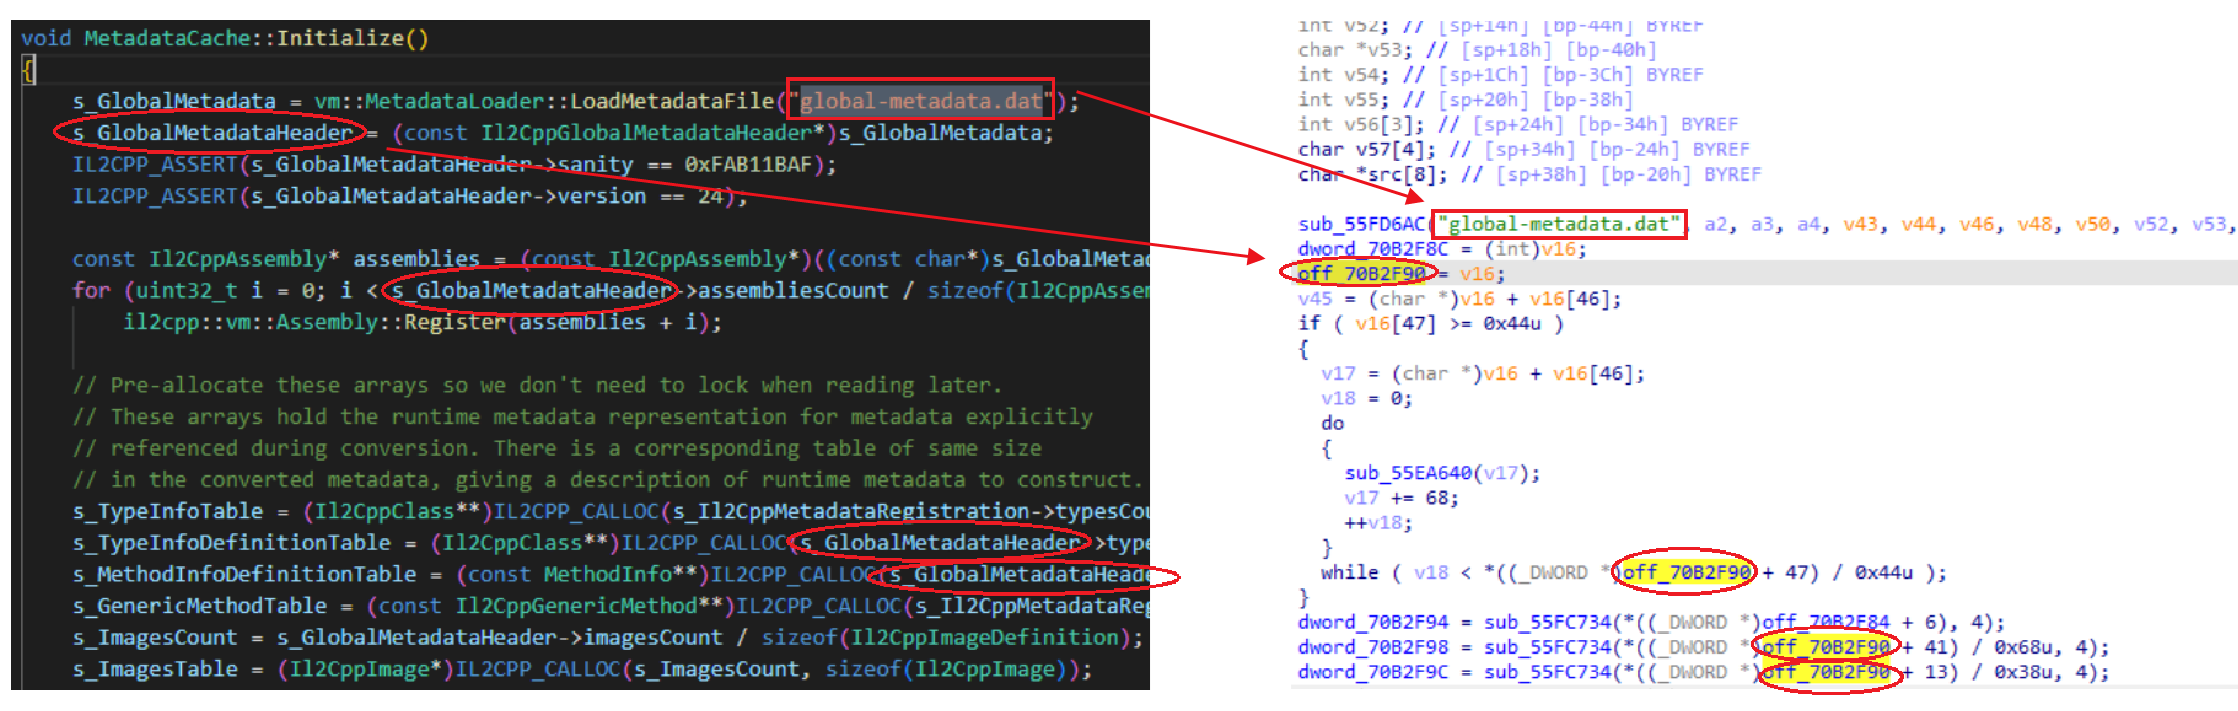 void MetadataCache::Initialize()
{
s_GlobalMetadata = vm::MetadataLoader::LoadMetadataFile("global-metadata.dat");
s_GlobalMetadataHeader = (const Il2CppGlobalMetadataHeader*)s_GlobalMetadata;
IL2CPP_ASSERT(s_GlobalMetadataHeader->sanity == 0xFAB11BAF);
IL2CPP_ASSERT(s_GlobalMetadataHeader->version == 24);
const Il2CppAssembly* assemblies = (const Il2CppAssembly*)((const char*)s_GlobalMetad
for (uint32_t i = 0; i < s_GlobalMetadataHeader->assembliesCount / sizeof(Il2CppAssem
il2cpp::vm::Assembly::Register(assemblies + i);
// Pre-allocate these arrays so we don't need to lock when reading later.
// These arrays hold the runtime metadata representation for metadata explicitly
// referenced during conversion. There is a corresponding table of same size
// in the converted metadata, giving a description of runtime metadata to construct.
s_TypeInfoTable = (Il2CppClass**)IL2CPP_CALLOC(s_Il2CppMetadataRegistration->typesCou
s_TypeInfoDefinitionTable = (Il2CppClass**)IL2CPP_CALLOC(s_GlobalMetadataHeader->type
s_MethodInfoDefinitionTable = (const MethodInfo**)IL2CPP_CALLOC(s_GlobalMetadataHeade
s_GenericMethodTable = (const Il2CppGenericMethod**)IL2CPP_CALLOC(s_Il2CppMetadataReg
s_ImagesCount = s_GlobalMetadataHeader->imagesCount / sizeof(Il2CppImageDefinition);
s_ImagesTable = (Il2CppImage*)IL2CPP_CALLOC(s_ImagesCount, sizeof(Il2CppImage));
int v52; // [sp+14h] [bp-44h] BYREF
char *v53; // [sp+18h] [bp-40h]
int v54; // [sp+1Ch] [bp-3Ch] BYREF
int v55; // [sp+20h] [bp-38h]
int v56[3]; // [sp+24h] [bp-34h] BYREF
char v57[4]; // [sp+34h] [bp-24h] BYREF
char *src[8]; // [sp+38h] [bp-20h] BYREF
sub_55FD6AC("global-metadata.dat", a2, a3, a4, v43, v44, v46, v48, v50, v52, v53,
dword_70B2F8C = (int)v16;
off_70B2F90 = v16;
v45 = (char *)v16 + v16[46];
if ( v16[47] >= 0x44u )
{
v17 = (char *)v16 + v16[46];
v18 = 0;
do
{
sub_55EA640(v17);
v17 += 68;
++v18;
}
while ( v18 < *((_DWORD *)off_70B2F90 + 47) / 0x44u );
}
dword_70B2F94 = sub_55FC734(*((_DWORD *)off_70B2F84 + 6), 4);
dword_70B2F98 = sub_55FC734(*((_DWORD *)off_70B2F90 + 41) / 0x68u, 4);
dword_70B2F9C = sub_55FC734(*((_DWORD *)off_70B2F90 + 13) / 0x38u, 4);